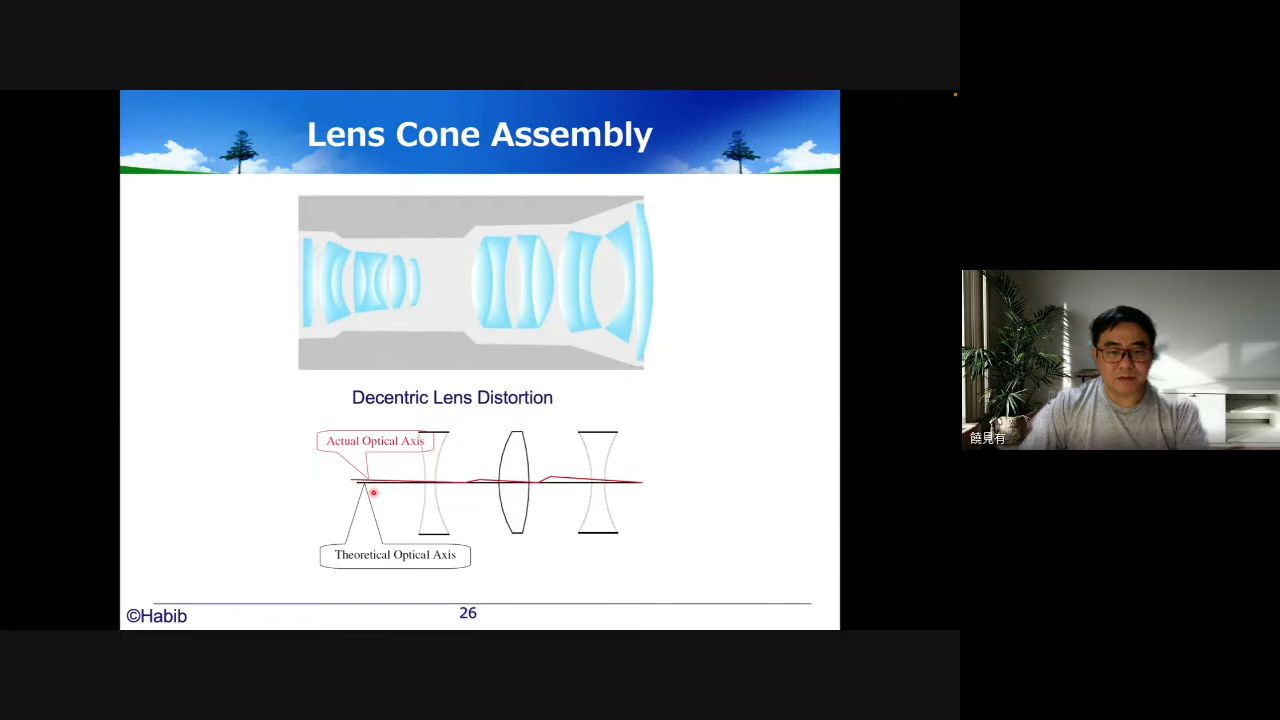 Lens Cone Assembly
Decentric Lens Distortion
Actual Optical Axis
Theoretical Optical Axis
©Habib
26
饒見有